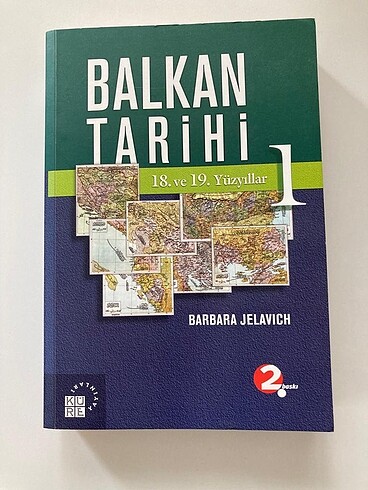 BALKAN
TARİHİ
18. ve 19. Yüzyıllar
1
BARBARA JELAVICH
2.
baskı
KÜRE
YAYINLARI